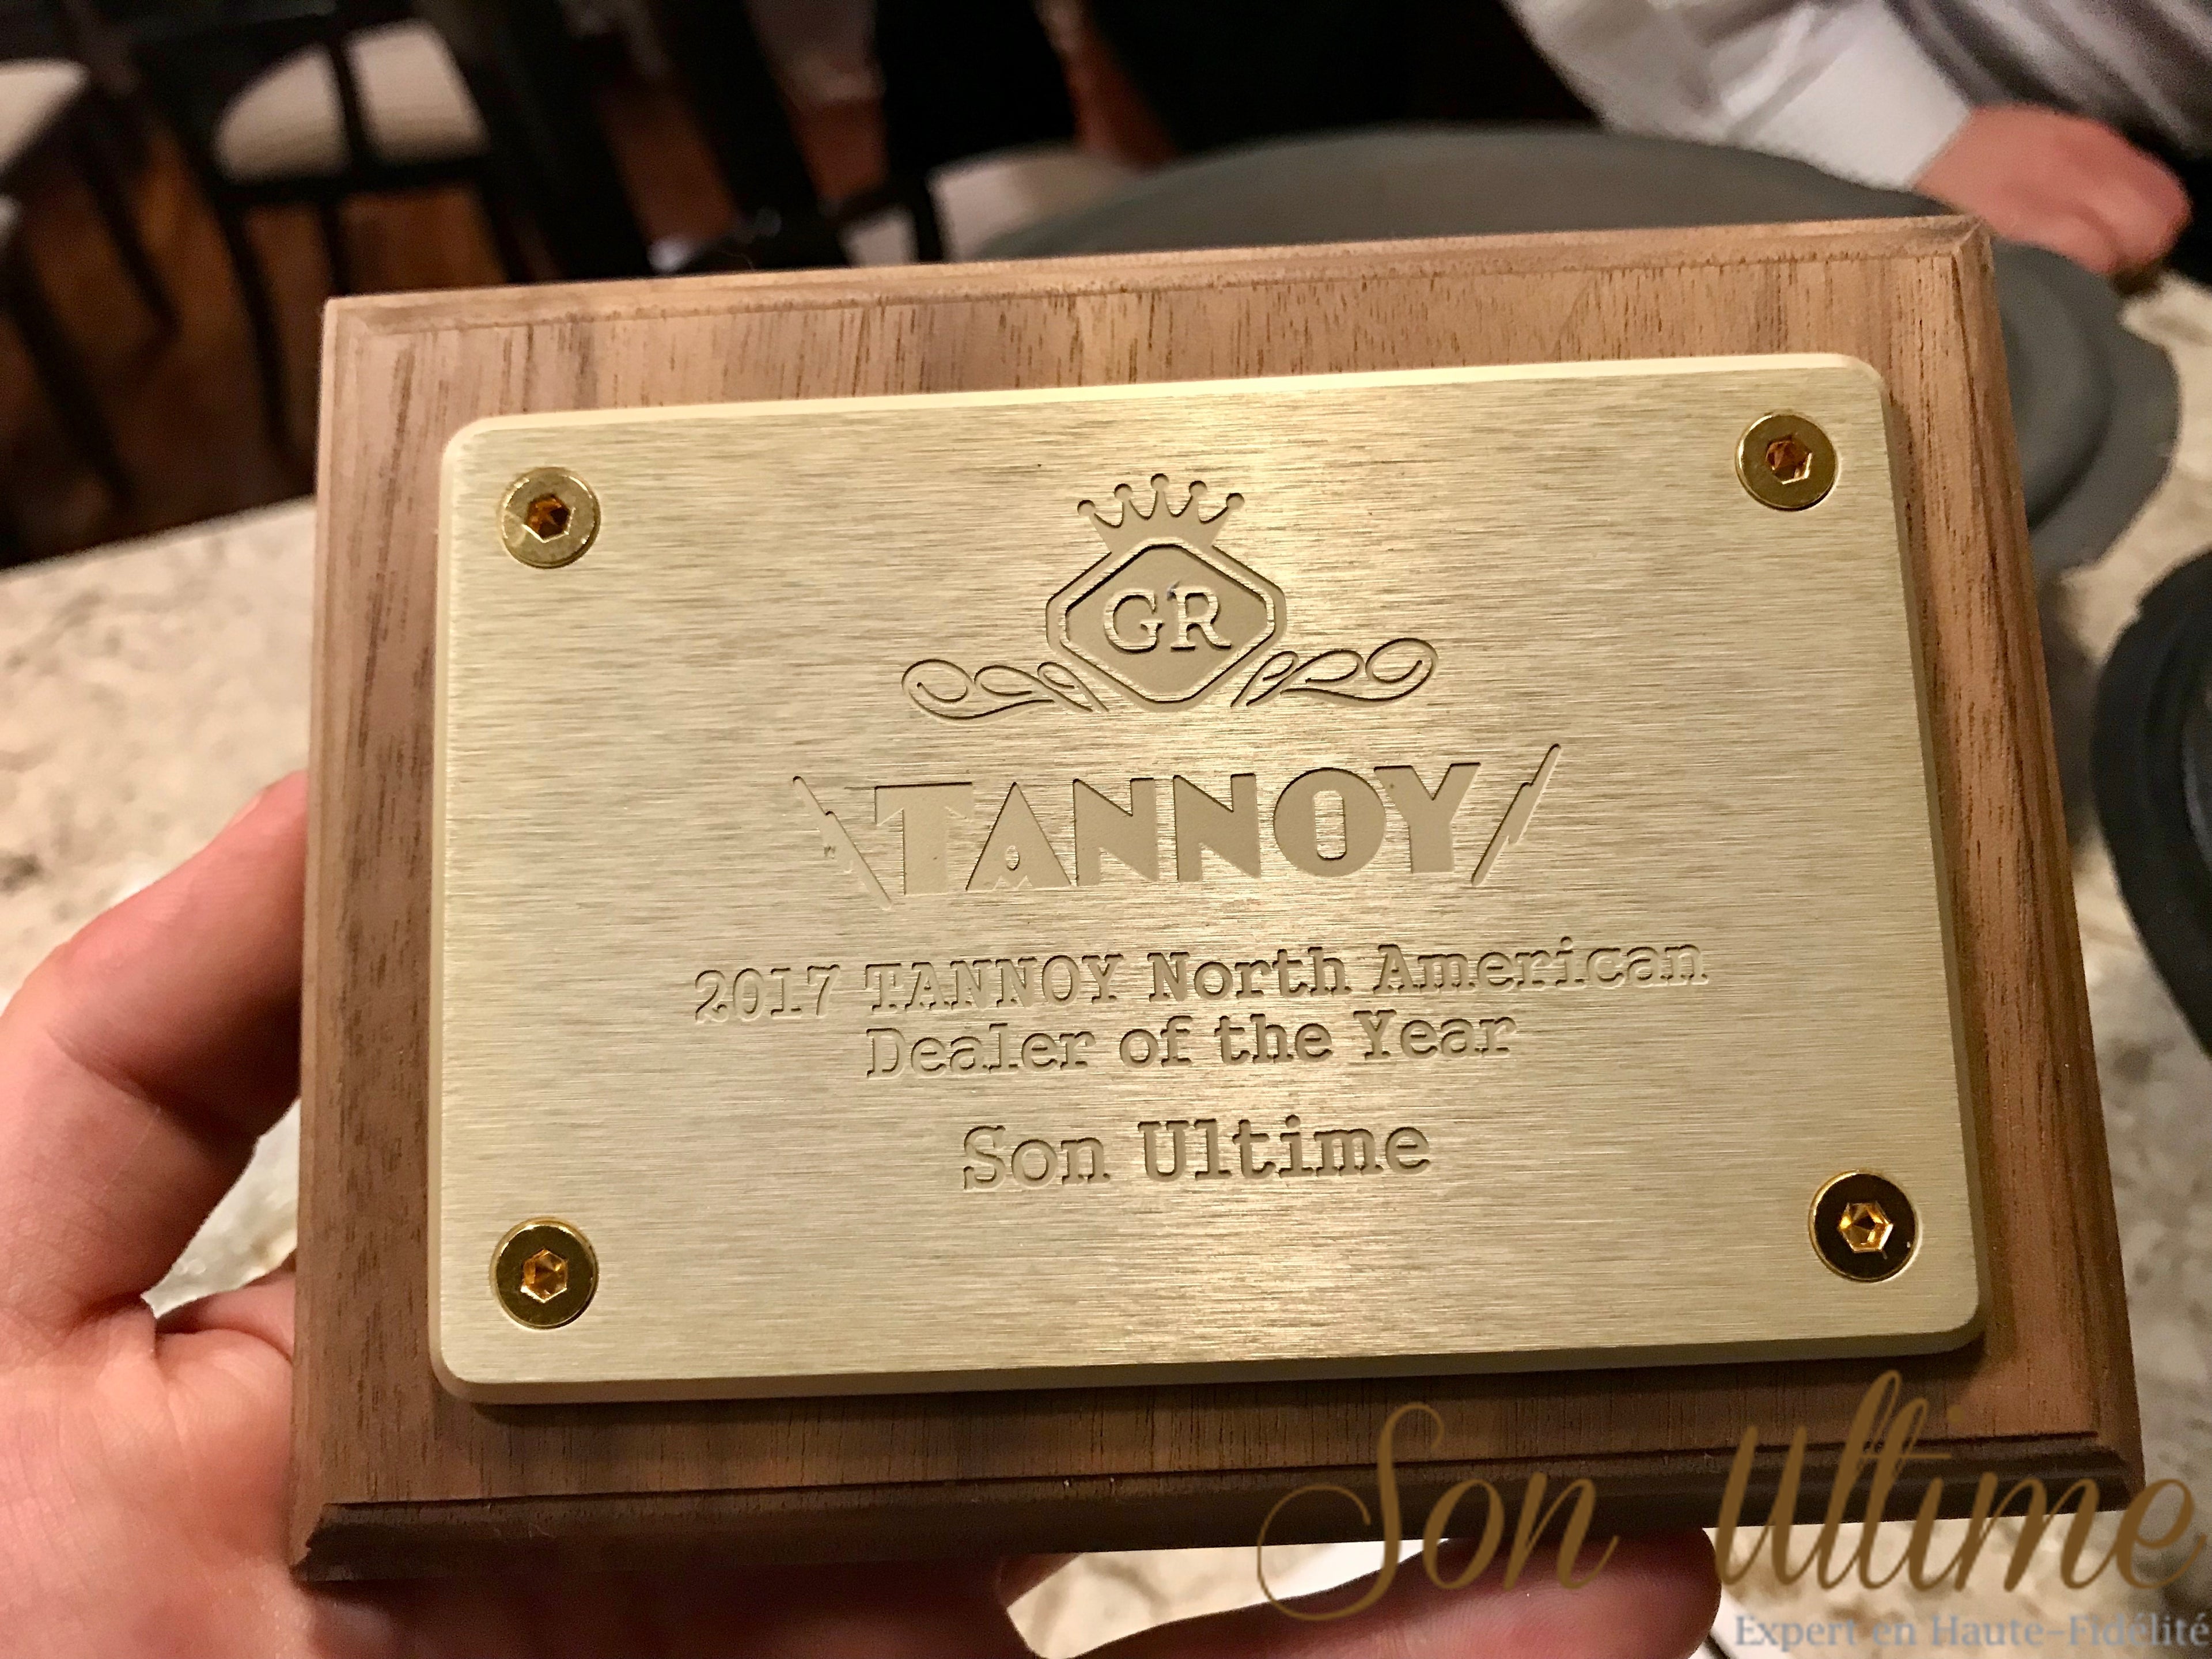 GR
TANNOY
2017 TANNOY North American
Dealer of the Year
Son Ultime
Son Ultime
Expert en Haute-Fidélité